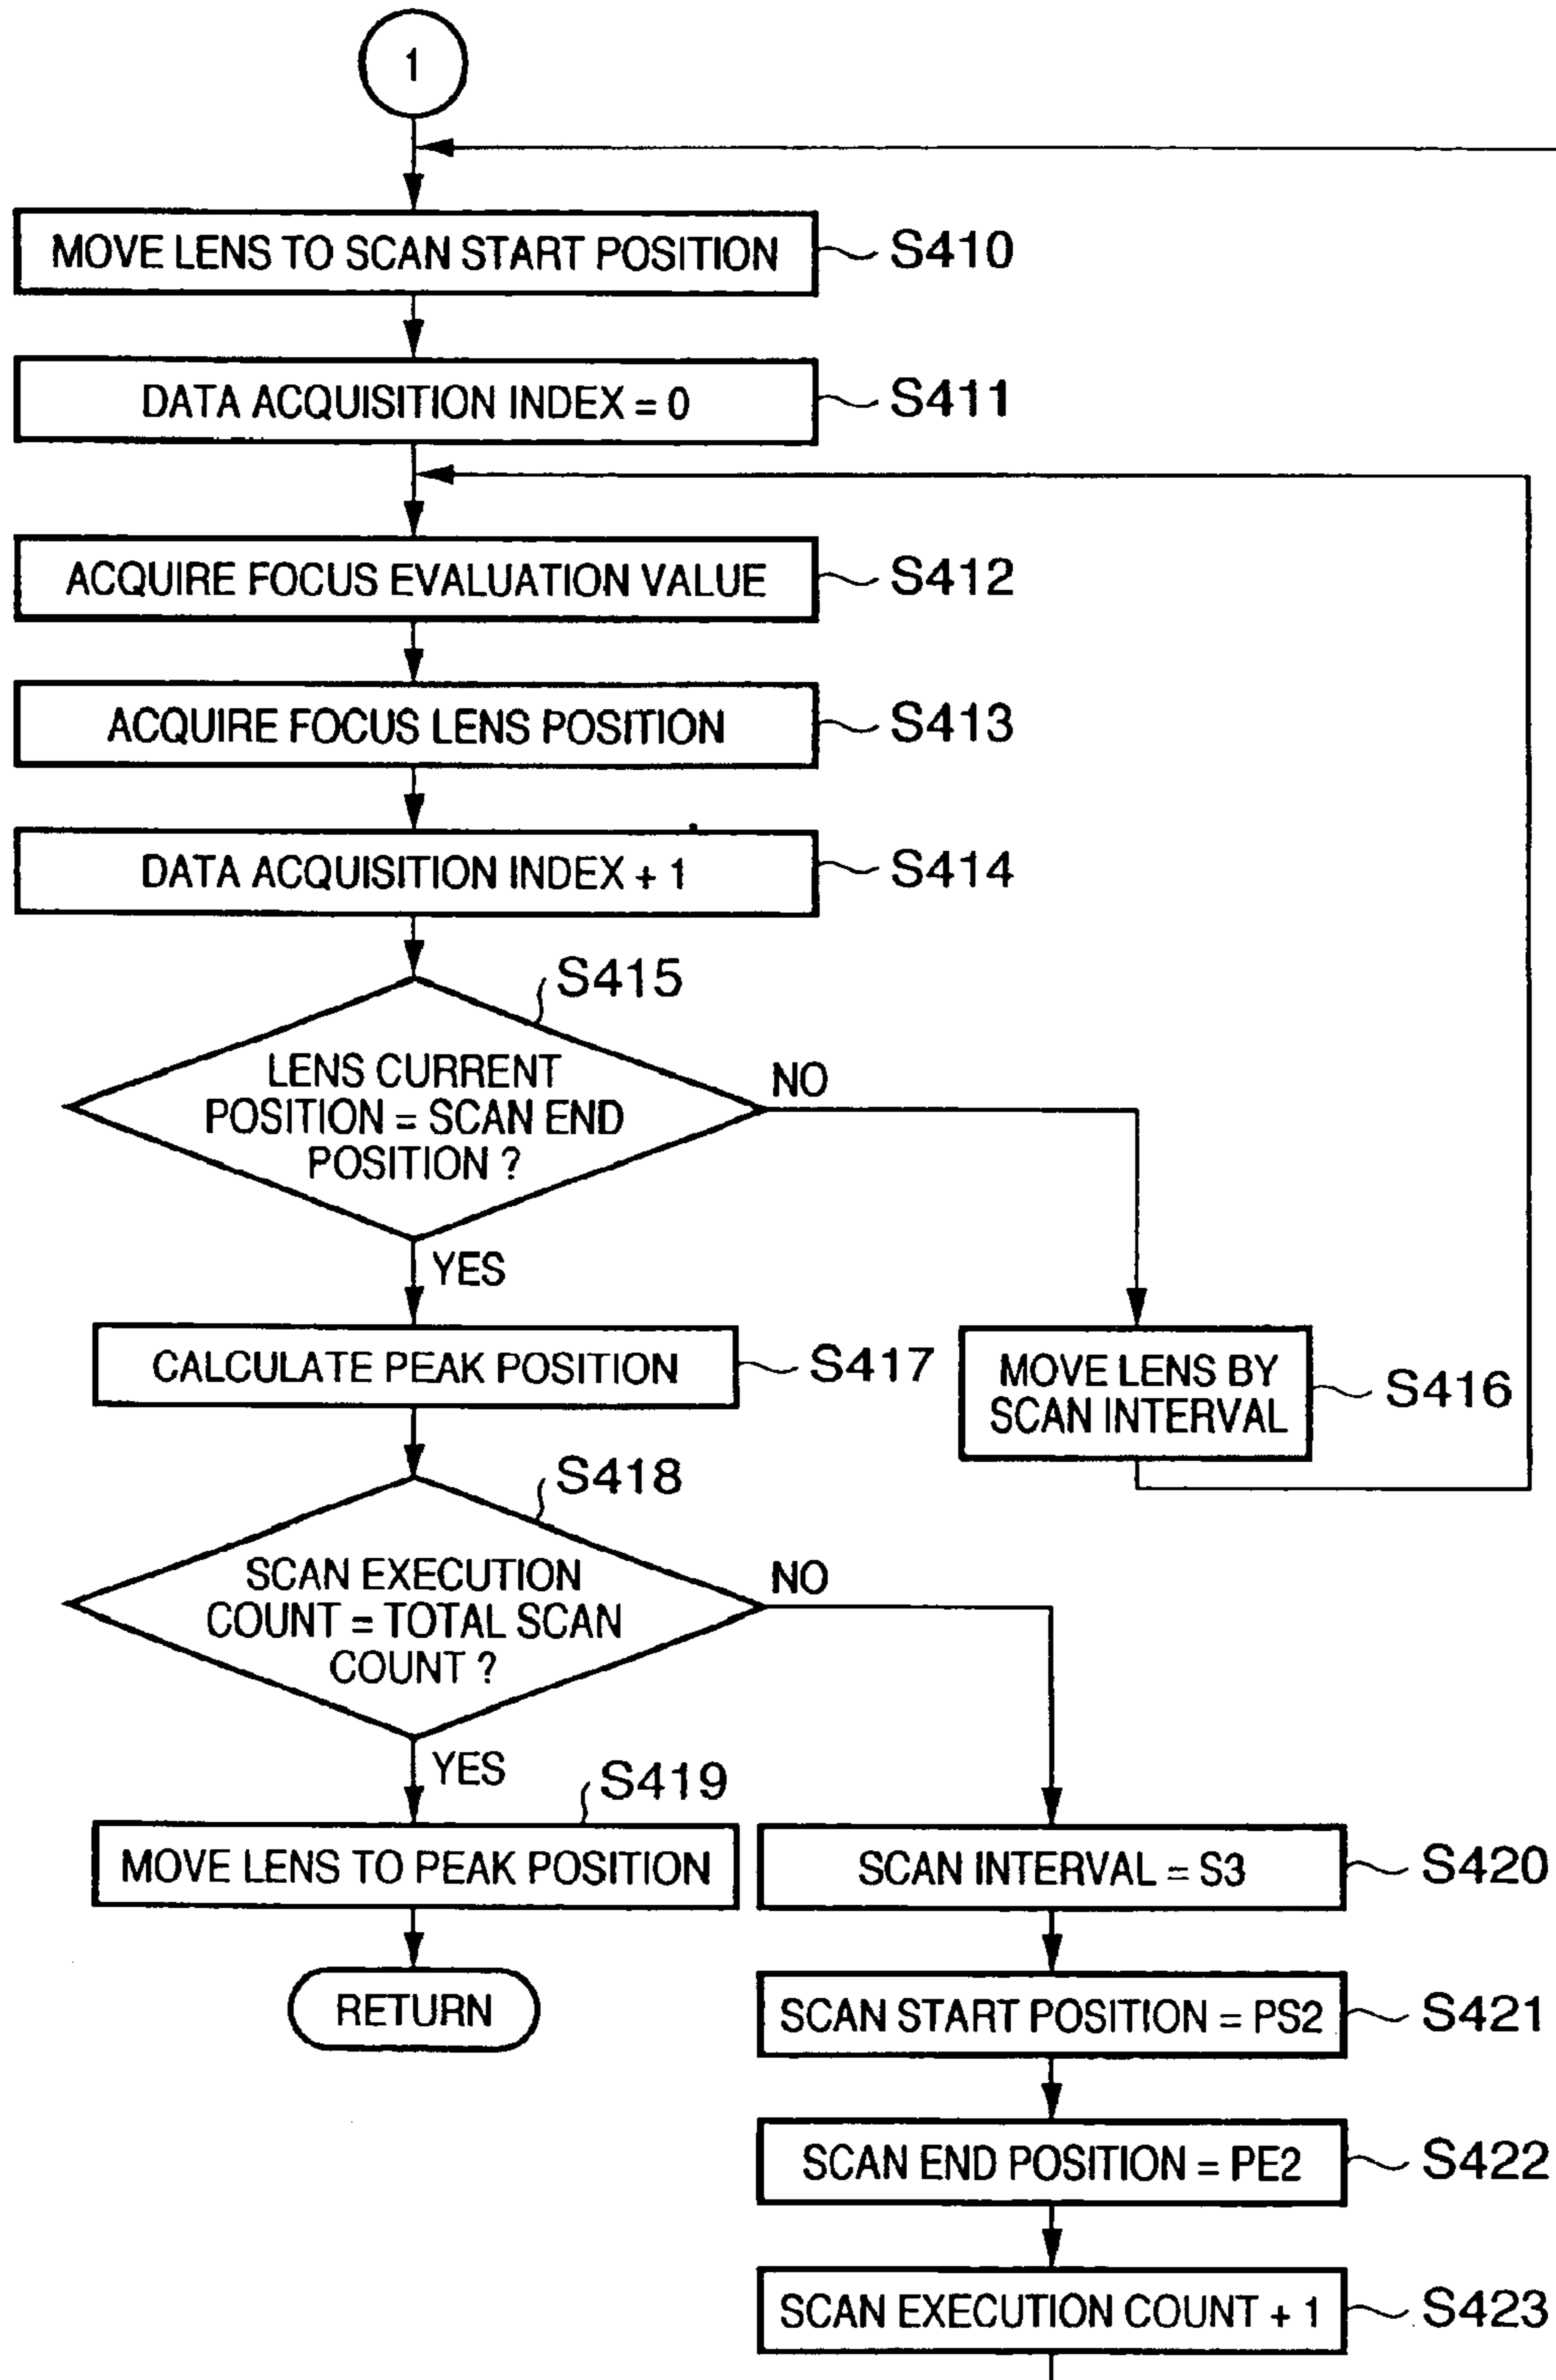 1
MOVE LENS TO SCAN START POSITION
S410
DATA ACQUISITION INDEX = 0
S411
ACQUIRE FOCUS EVALUATION VALUE
S412
ACQUIRE FOCUS LENS POSITION
S413
DATA ACQUISITION INDEX + 1
S414
S415
LENS CURRENT
POSITION = SCAN END
POSITION ?
NO
YES
CALCULATE PEAK POSITION
S417
MOVE LENS BY
SCAN INTERVAL
S416
S418
SCAN EXECUTION
COUNT = TOTAL SCAN
COUNT ?
NO
YES
S419
MOVE LENS TO PEAK POSITION
RETURN
SCAN INTERVAL = S3
S420
SCAN START POSITION = PS2
S421
SCAN END POSITION = PE2
S422
SCAN EXECUTION COUNT + 1
S423